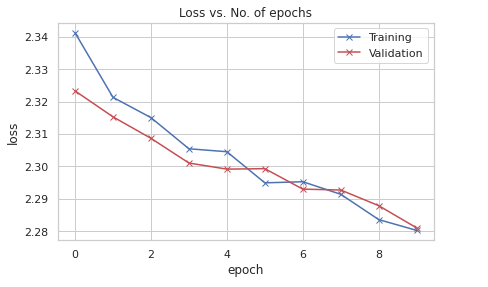 Loss vs. No. of epochs
Training
Validation
2.34
2.33
2.32
2.31
2.30
2.29
2.28
loss
0 2 4 6 8
epoch